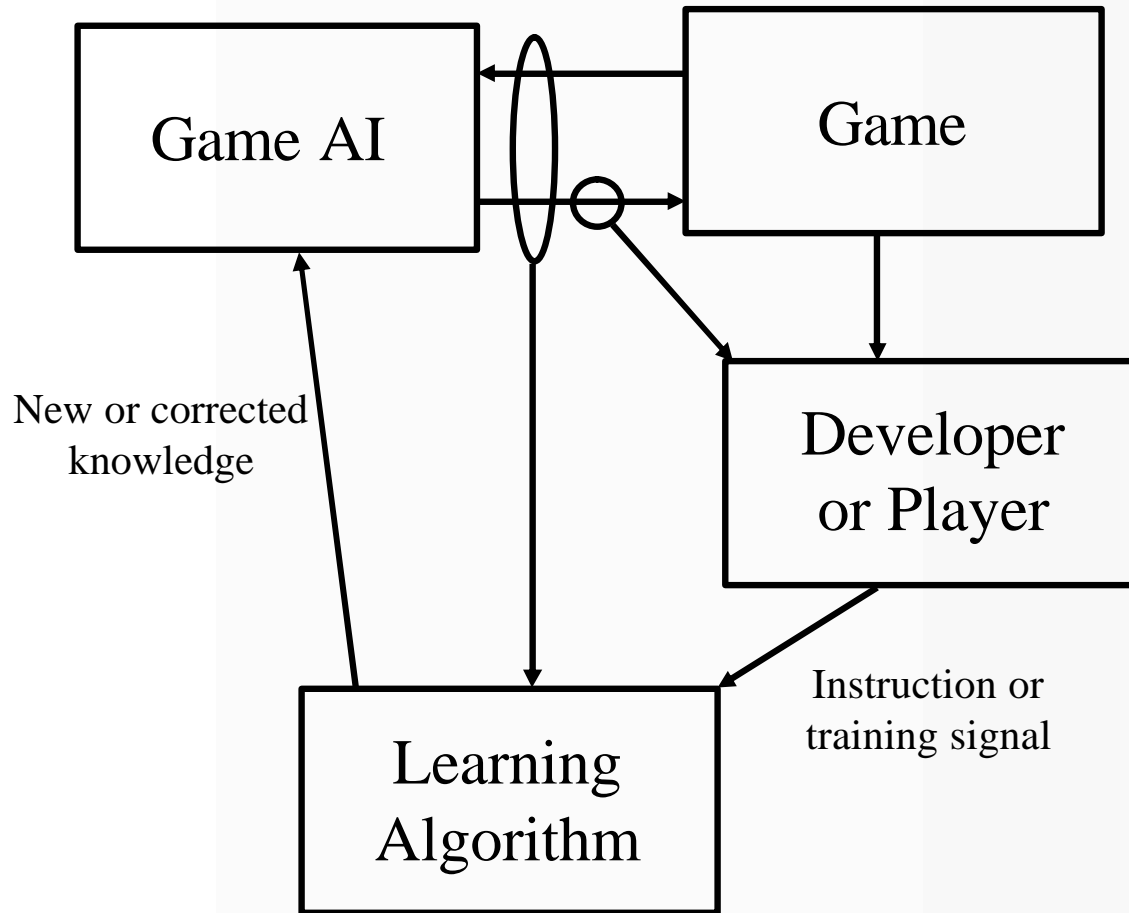 Game AI
Game
New or corrected
knowledge
Developer
or Player
Instruction or
training signal
Learning
Algorithm